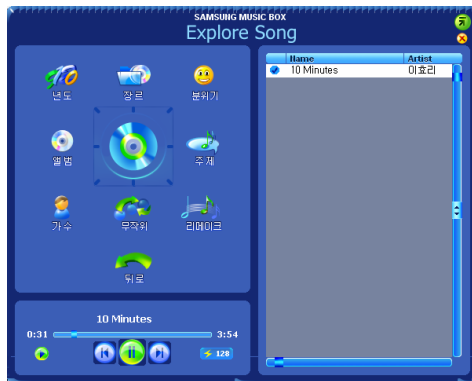 SAMSUNG MUSIC BOX
Explore Song
년도 장르 분위기
앨범 주제
가수 무작위 리메이크
뒤로
Name Artist
10 Minutes 이효리
10 Minutes
0:31 3:54
128